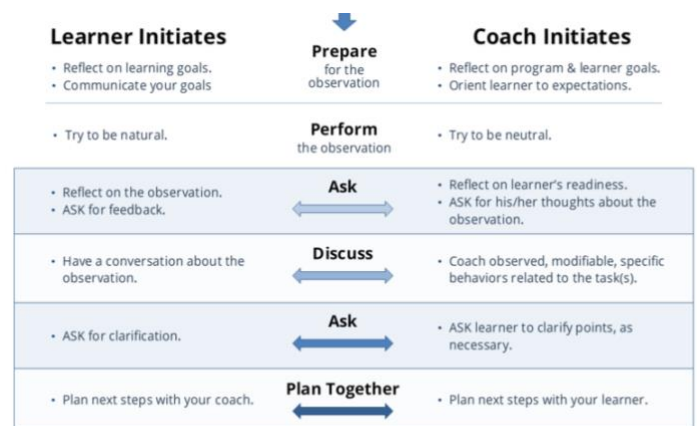 Learner Initiates
• Reflect on learning goals.
• Communicate your goals
Prepare
for the
observation
Coach Initiates
• Reflect on program & learner goals.
• Orient learner to expectations.
• Try to be natural.
Perform
the observation
• Try to be neutral.
• Reflect on the observation.
• ASK for feedback.
Ask
• Reflect on learner's readiness.
• ASK for his/her thoughts about the
observation.
• Have a conversation about the
observation.
Discuss
• Coach observed, modifiable, specific
behaviors related to the task(s).
• ASK for clarification.
Ask
• ASK learner to clarify points, as
necessary.
• Plan next steps with your coach.
Plan Together
• Plan next steps with your learner.